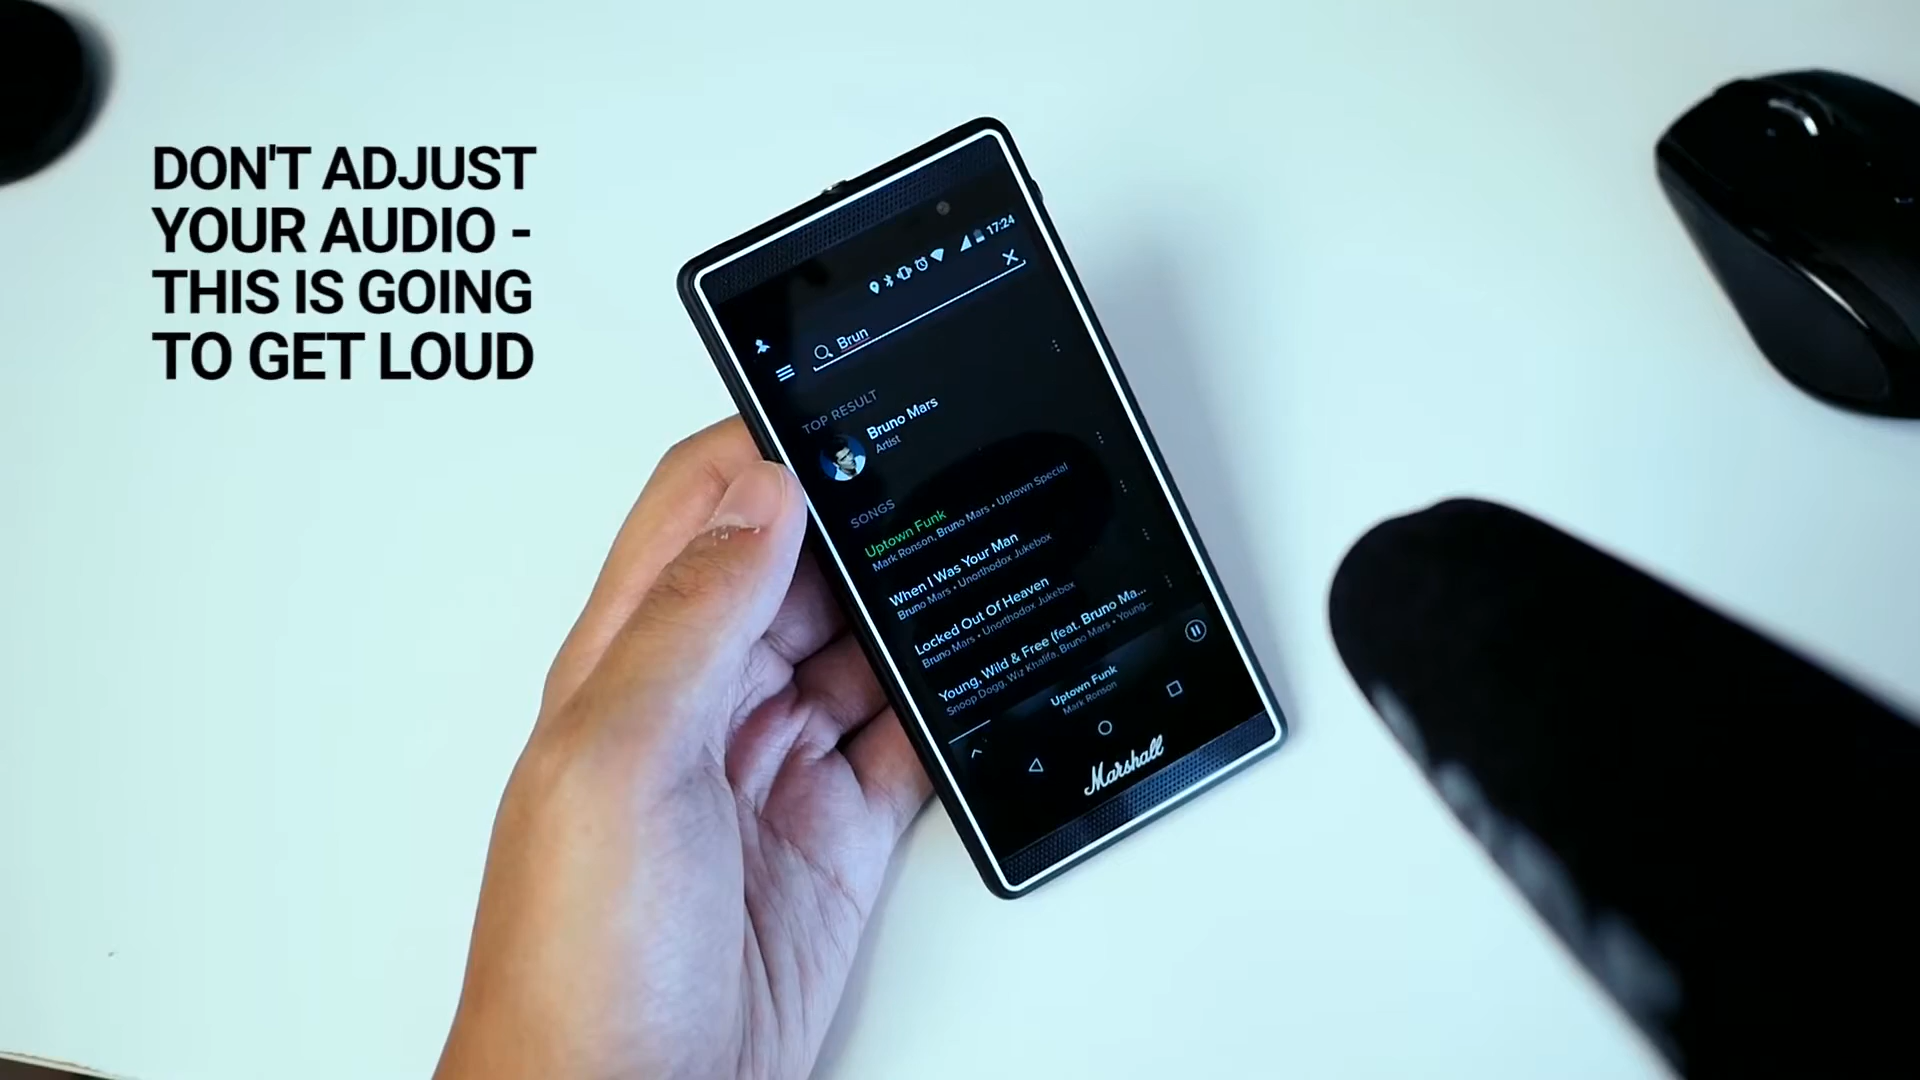 DON'T ADJUST
YOUR AUDIO -
THIS IS GOING
TO GET LOUD
17:24
Brun
TOP RESULT
Bruno Mars
Artist
SONGS
Uptown Funk
Mark Ronson, Bruno Mars • Uptown Special
When I Was Your Man
Bruno Mars • Unorthodox Jukebox
Locked Out Of Heaven
Bruno Mars • Unorthodox Jukebox
Young, Wild & Free (feat. Bruno Ma...
Snoop Dogg, Wiz Khalifa, Bruno Mars • Young...
Uptown Funk
Mark Ronson
Marshall